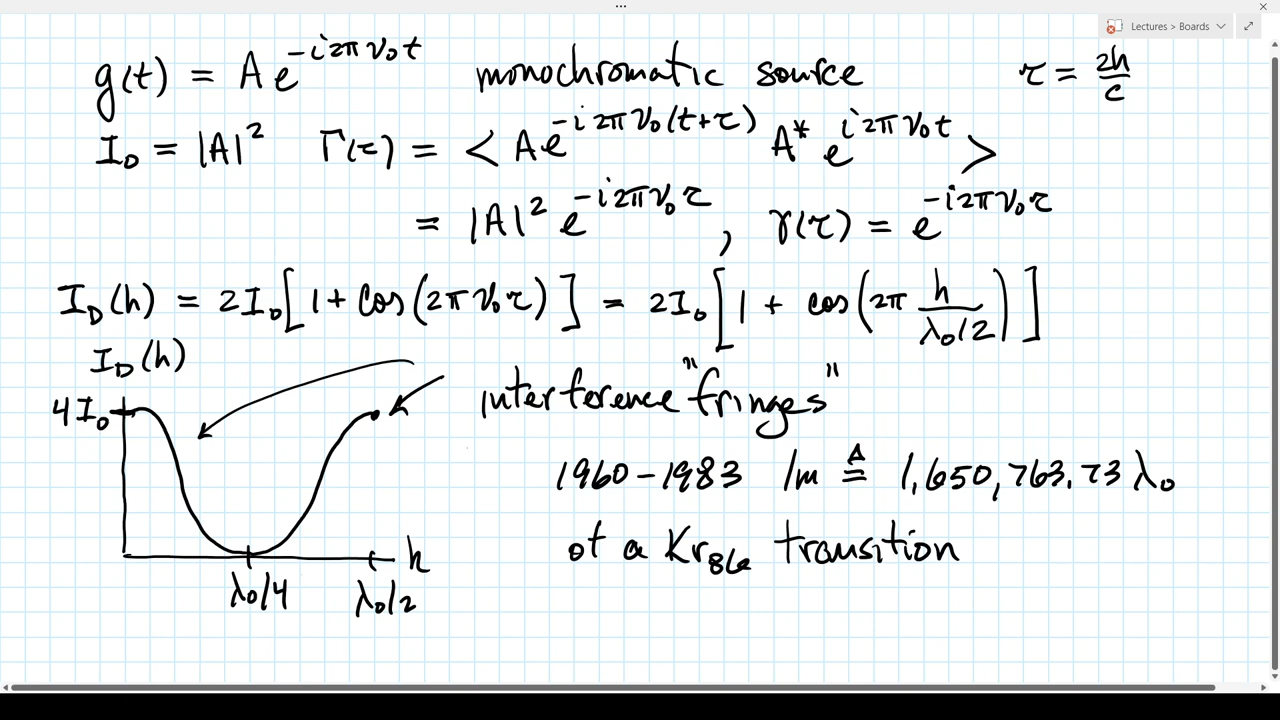 Lectures > Boards
g(t) = A e^{-i2πν₀t} monochromatic source τ = 2h/c
I₀ = |A|² Γ(τ) = < A e^{-i2πν₀(t+τ)} A* e^{i2πν₀t} >
= |A|² e^{-i2πν₀τ} , γ(τ) = e^{-i2πν₀τ}
I_D(h) = 2I₀[1 + cos(2πν₀τ)] = 2I₀[1 + cos(2π h/(λ₀/2))]
I_D(h)
4I₀
interference "fringes"
1960-1983 1m ≜ 1,650,763.73 λ₀
of a Kr₈₆ transition
h
λ₀/4 λ₀/2